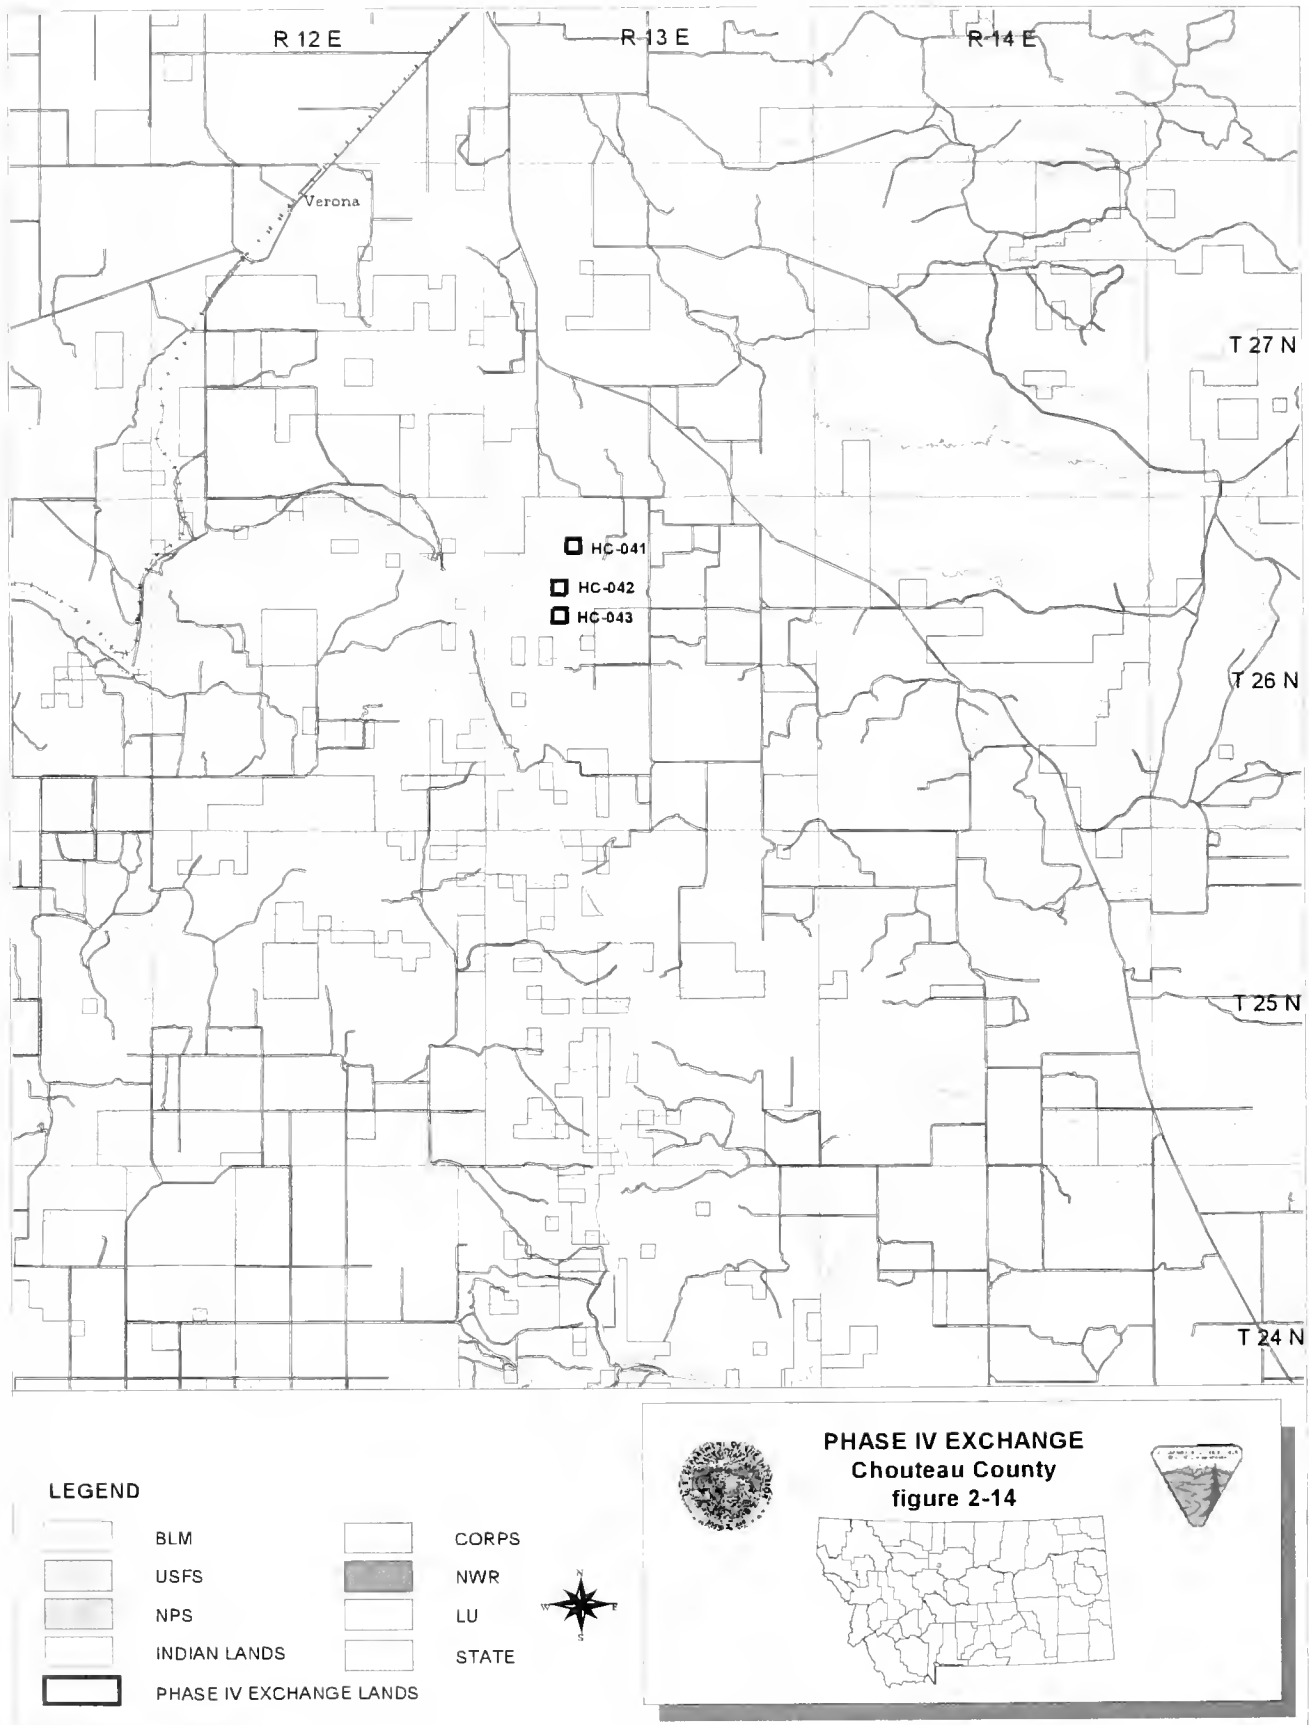 R 12 E
R 13 E
R 14 E
Verona
T 27 N
HC-041
HC-042
HC-043
T 26 N
T 25 N
T 24 N
PHASE IV EXCHANGE
Chouteau County
figure 2-14
LEGEND
BLM
CORPS
USFS
NWR
NPS
LU
INDIAN LANDS
STATE
PHASE IV EXCHANGE LANDS
N
W
E
S